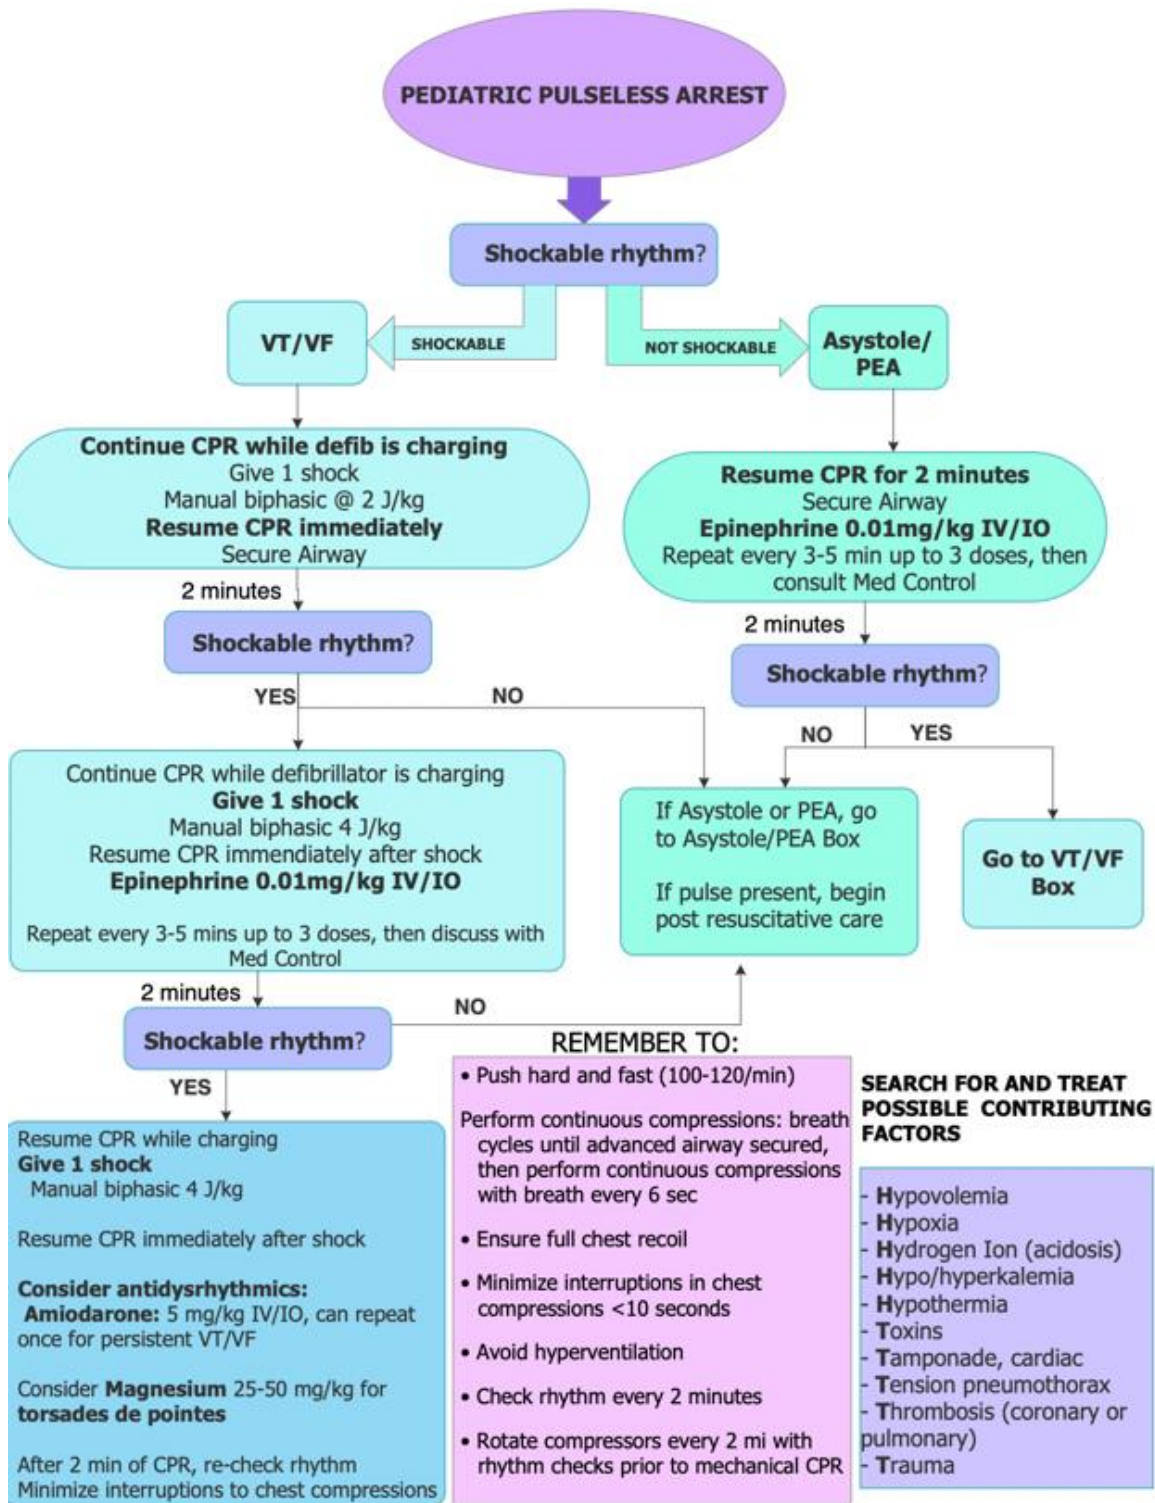 PEDIATRIC PULSELESS ARREST
Shockable rhythm?
VT/VF
SHOCKABLE
NOT SHOCKABLE
Asystole/
PEA
Continue CPR while defib is charging
Give 1 shock
Manual biphasic @ 2 J/kg
Resume CPR immediately
Secure Airway
Resume CPR for 2 minutes
Secure Airway
Epinephrine 0.01mg/kg IV/IO
Repeat every 3-5 min up to 3 doses, then
consult Med Control
2 minutes
Shockable rhythm?
2 minutes
Shockable rhythm?
YES
NO
NO
YES
Continue CPR while defibrillator is charging
Give 1 shock
Manual biphasic 4 J/kg
Resume CPR immendiately after shock
Epinephrine 0.01mg/kg IV/IO
Repeat every 3-5 mins up to 3 doses, then discuss with
Med Control
If Asystole or PEA, go
to Asystole/PEA Box
If pulse present, begin
post resuscitative care
Go to VT/VF
Box
2 minutes
Shockable rhythm?
NO
YES
Resume CPR while charging
Give 1 shock
Manual biphasic 4 J/kg
Resume CPR immediately after shock
Consider antidysrhythmics:
Amiodarone: 5 mg/kg IV/IO, can repeat
once for persistent VT/VF
Consider Magnesium 25-50 mg/kg for
torsades de pointes
After 2 min of CPR, re-check rhythm
Minimize interruptions to chest compressions
REMEMBER TO:
• Push hard and fast (100-120/min)
Perform continuous compressions: breath
cycles until advanced airway secured,
then perform continuous compressions
with breath every 6 sec
• Ensure full chest recoil
• Minimize interruptions in chest
compressions <10 seconds
• Avoid hyperventilation
• Check rhythm every 2 minutes
• Rotate compressors every 2 mi with
rhythm checks prior to mechanical CPR
SEARCH FOR AND TREAT
POSSIBLE CONTRIBUTING
FACTORS
- Hypovolemia
- Hypoxia
- Hydrogen Ion (acidosis)
- Hypo/hyperkalemia
- Hypothermia
- Toxins
- Tamponade, cardiac
- Tension pneumothorax
- Thrombosis (coronary or
pulmonary)
- Trauma